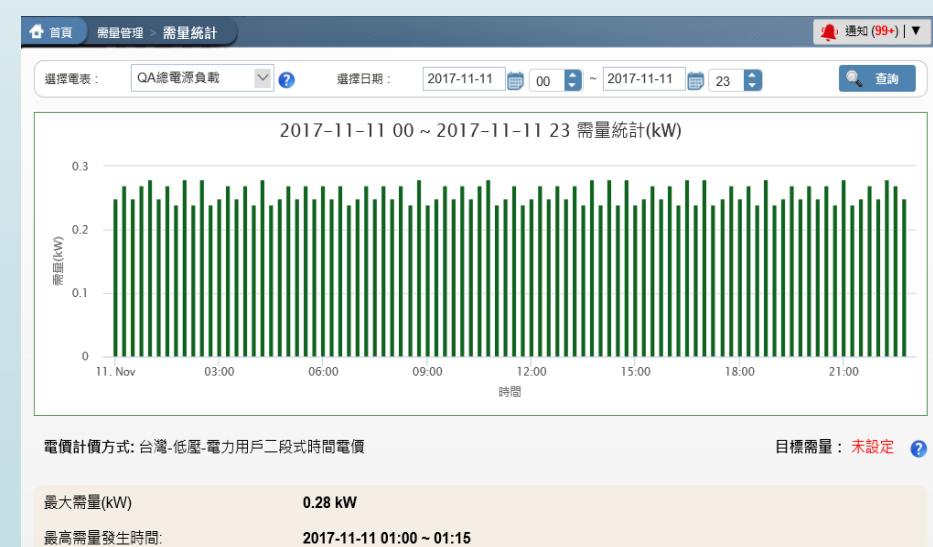 首頁 需量管理 > 需量統計 通知 (99+) | ▼
選擇電表 : QA總電源負載 選擇日期 : 2017-11-11 00 ~ 2017-11-11 23 查詢
2017-11-11 00 ~ 2017-11-11 23 需量統計(kW)
0.3
0.2
需量(kW)
0.1
0
11. Nov 03:00 06:00 09:00 12:00 15:00 18:00 21:00
時間
電價計價方式: 台灣-低壓-電力用戶二段式時間電價 目標需量 : 未設定
最大需量(kW) 0.28 kW
最高需量發生時間: 2017-11-11 01:00 ~ 01:15